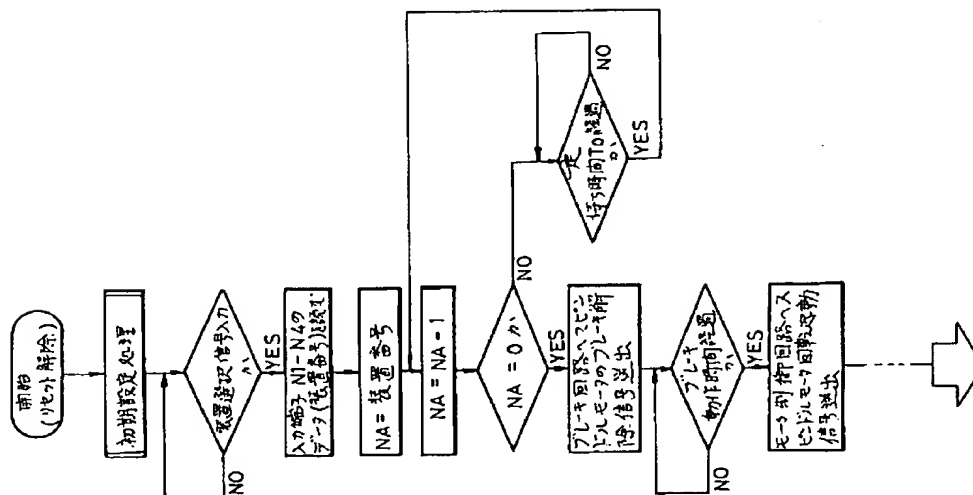 開始
(リセット解除)
初期設定処理
装置選択信号入力
か
NO
YES
入力端子 N1-N4の
データ(装置番号)読込む
NA = 装置番号
NA = NA - 1
NA = 0 か
NO
YES
一定
待ち時間TO経過
か
NO
YES
ブレーキ回路へスピン
ドルモータのブレーキ解
除信号送出
ブレーキ
動作時間経過
か
NO
YES
モータ制御回路へス
ピンドルモータ回転起動
信号送出